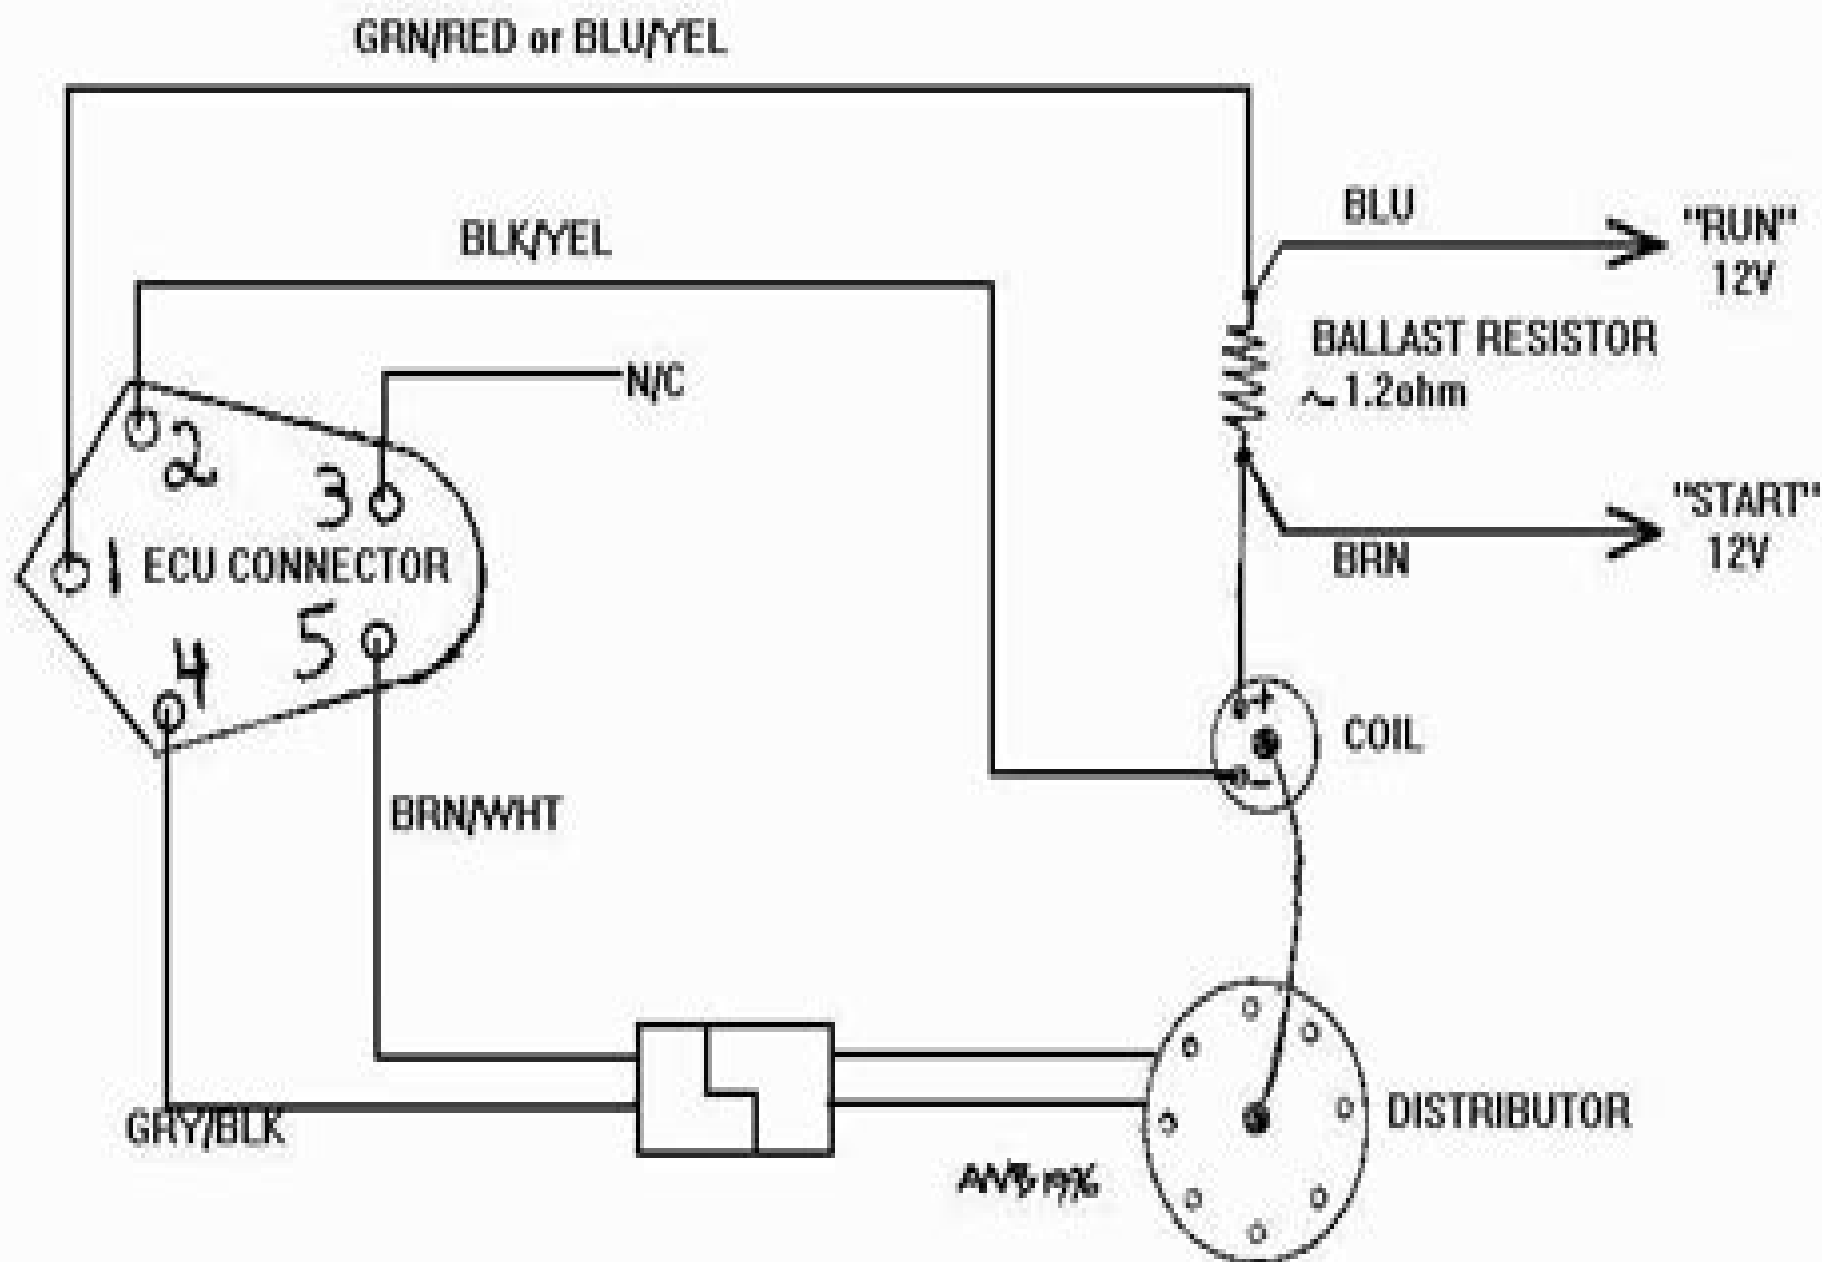 GRN/RED or BLU/YEL
BLU
"RUN"
12V
BLK/YEL
BALLAST RESISTOR
~ 1.2ohm
N/C
2
3
"START"
12V
BRN
1
ECU CONNECTOR
5
4
+
COIL
-
BRN/WHT
GRY/BLK
DISTRIBUTOR